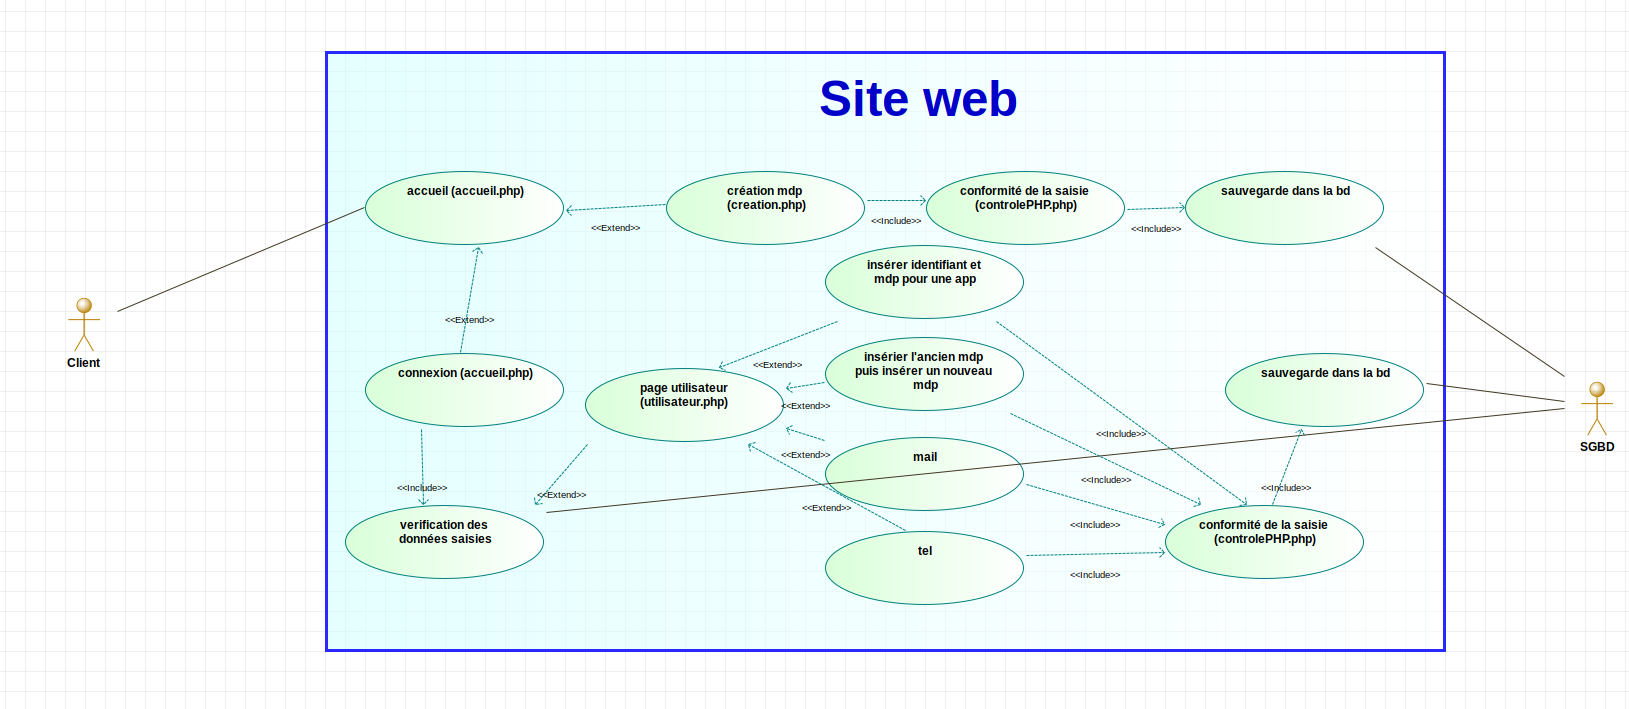 Site web
accueil (accueil.php)
création mdp
(creation.php)
conformité de la saisie
(controlePHP.php)
sauvegarde dans la bd
<<Extend>>
<<Include>>
<<Include>>
insérer identifiant et
mdp pour une app
<<Extend>>
Client
connexion (accueil.php)
page utilisateur
(utilisateur.php)
<<Extend>>
insérier l'ancien mdp
puis insérer un nouveau
mdp
sauvegarde dans la bd
<<Extend>>
<<Include>>
SGBD
<<Extend>>
mail
<<Include>>
<<Include>>
<<Extend>>
<<Include>>
<<Extend>>
verification des
données saisies
<<Include>>
conformité de la saisie
(controlePHP.php)
tel
<<Include>>